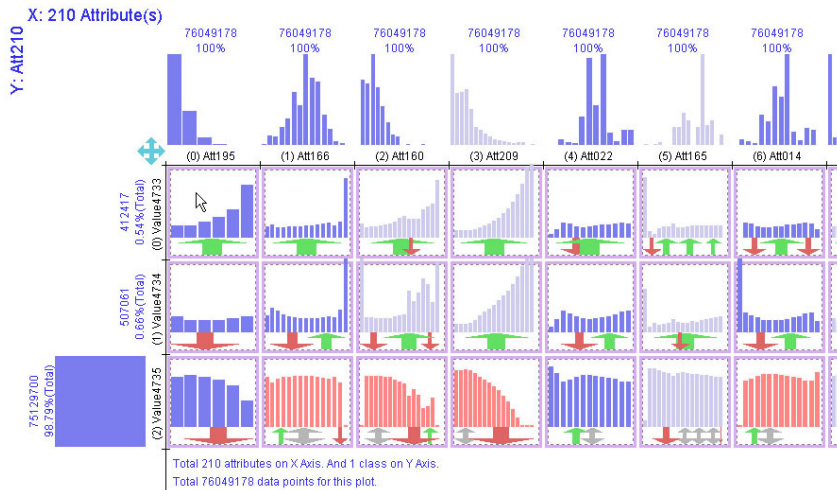 X: 210 Attribute(s)
Y: Att210
76049178 76049178 76049178 76049178 76049178 76049178 76049178
100% 100% 100% 100% 100% 100% 100%
(0) Att195 (1) Att166 (2) Att160 (3) Att209 (4) Att022 (5) Att165 (6) Att014
412417
0.54%(Total)
(0) Value4733
507061
0.66%(Total)
(1) Value4734
75129700
98.79%(Total)
(2) Value4735
Total 210 attributes on X Axis. And 1 class on Y Axis.
Total 76049178 data points for this plot.